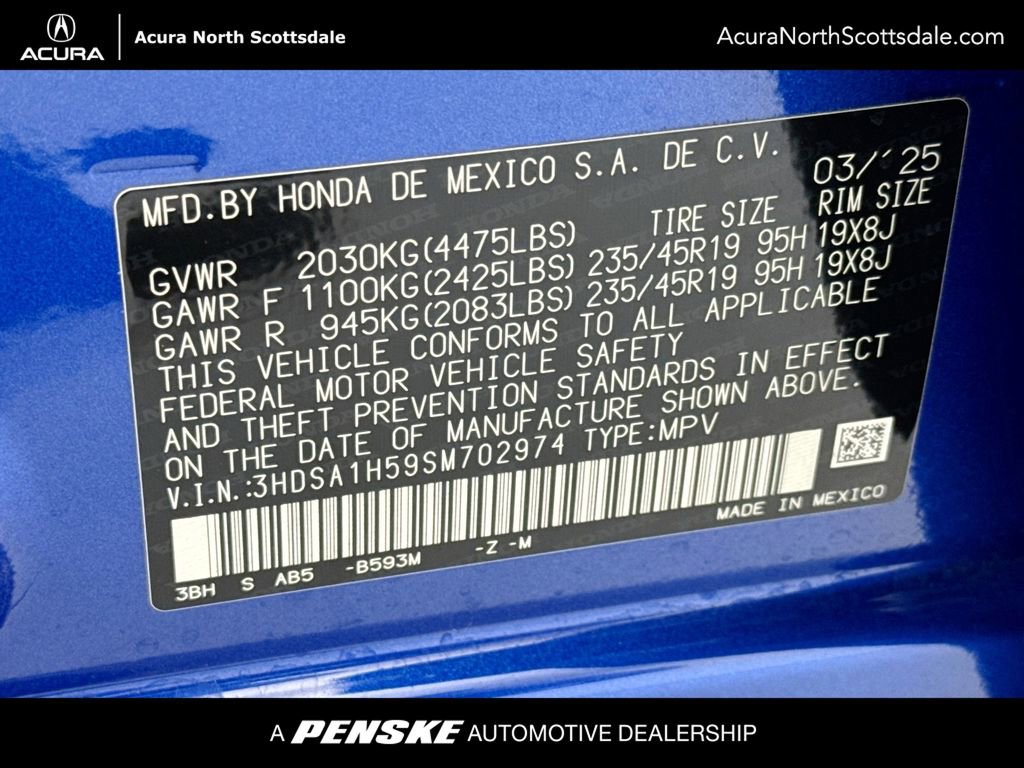 ACURA
Acura North Scottsdale
AcuraNorthScottsdale.com
MFD.BY HONDA DE MEXICO S.A. DE C.V.
03/´25
GVWR 2030KG(4475LBS) TIRE SIZE RIM SIZE
GAWR F 1100KG(2425LBS) 235/45R19 95H 19X8J
GAWR R 945KG(2083LBS) 235/45R19 95H 19X8J
THIS VEHICLE CONFORMS TO ALL APPLICABLE
FEDERAL MOTOR VEHICLE SAFETY
AND THEFT PREVENTION STANDARDS IN EFFECT
ON THE DATE OF MANUFACTURE SHOWN ABOVE.
V.I.N.:3HDSA1H59SM702974 TYPE:MPV
3BH S AB5 -B593M -Z -M
MADE IN MEXICO
A PENSKE AUTOMOTIVE DEALERSHIP